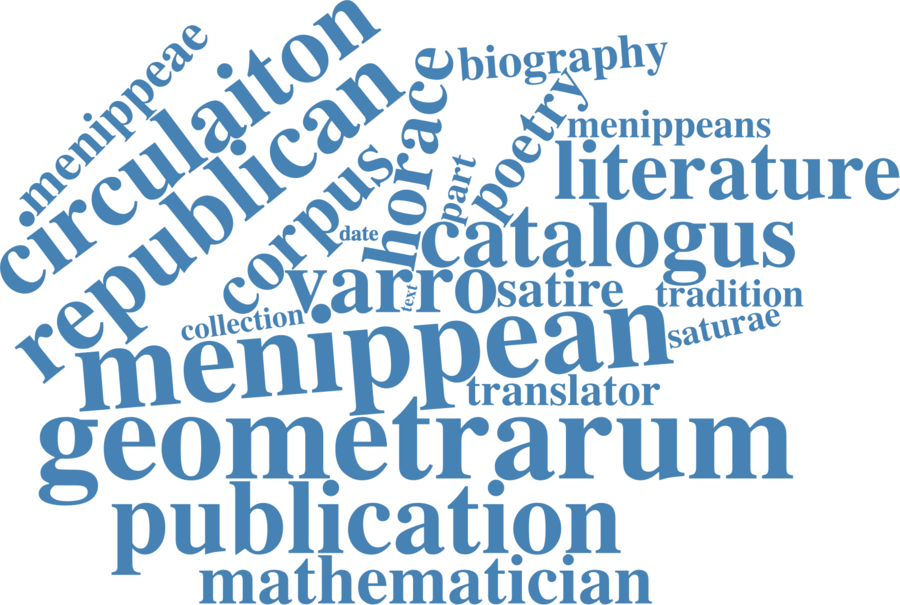 menippeae
circulaiton
republican
corpus
horace
biography
poetry
part
menippeans
literature
date
catalogus
varro
text
satire
tradition
collection
saturae
menippean
translator
geometrarum
publication
mathematician